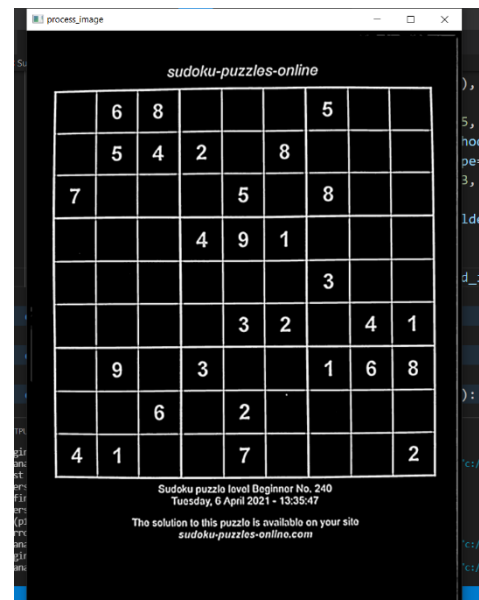 process_image
sudoku-puzzles-online
6 8 5
5 4 2 8
7 5 8
4 9 1
3
3 2 4 1
9 3 1 6 8
6 2
4 1 7 2
Sudoku puzzle level Beginner No. 240
Tuesday, 6 April 2021 - 13:35:47
The solution to this puzzle is available on your site
sudoku-puzzles-online.com